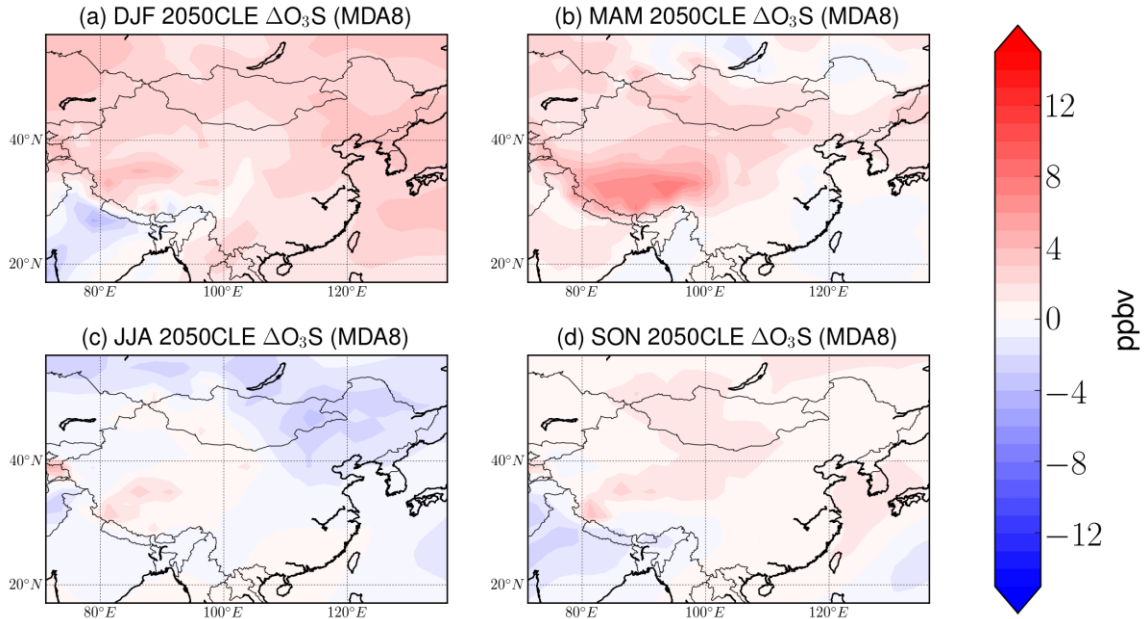 (a) DJF 2050CLE ΔO₃S (MDA8)
(b) MAM 2050CLE ΔO₃S (MDA8)
40°N
20°N
80°E 100°E 120°E
40°N
20°N
80°E 100°E 120°E
(c) JJA 2050CLE ΔO₃S (MDA8)
(d) SON 2050CLE ΔO₃S (MDA8)
40°N
20°N
80°E 100°E 120°E
40°N
20°N
80°E 100°E 120°E
12
8
4
0
−4
−8
−12
ppbv